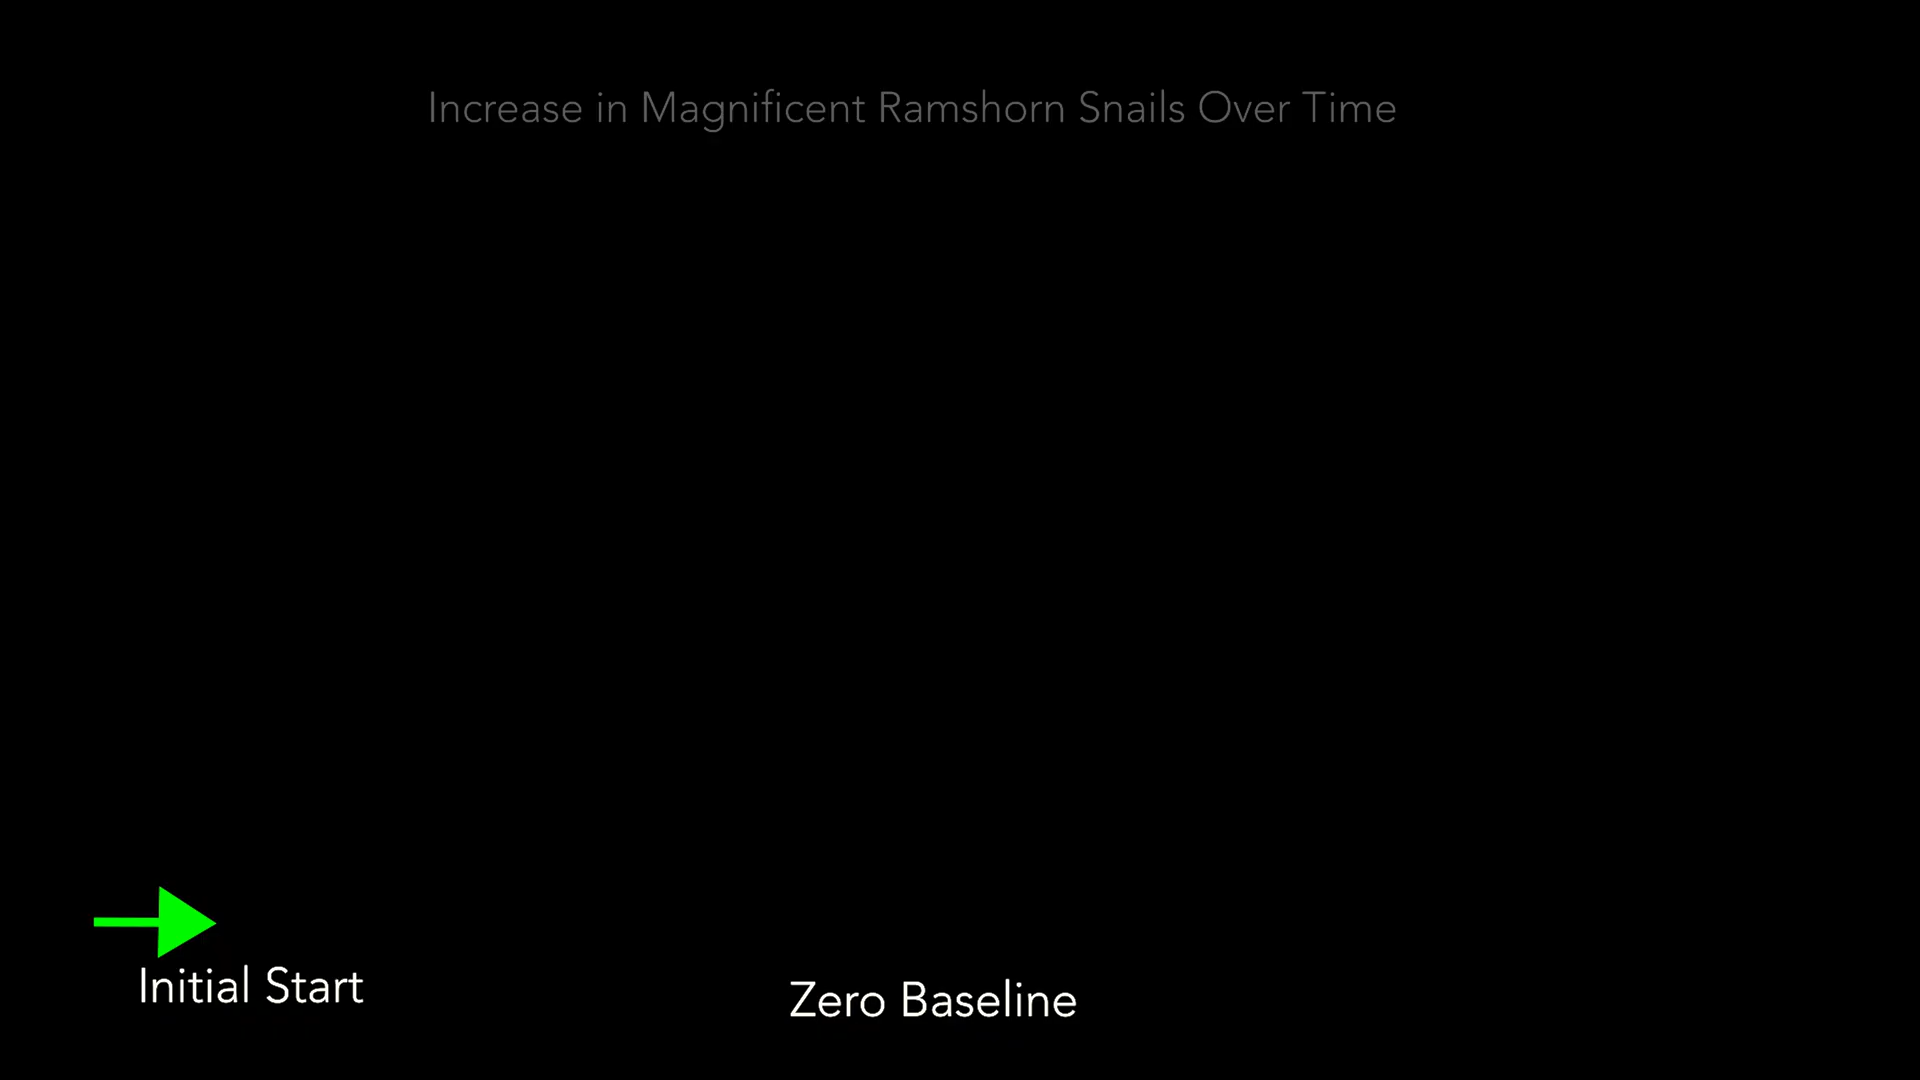 Increase in Magnificent Ramshorn Snails Over Time
Initial Start
Zero Baseline